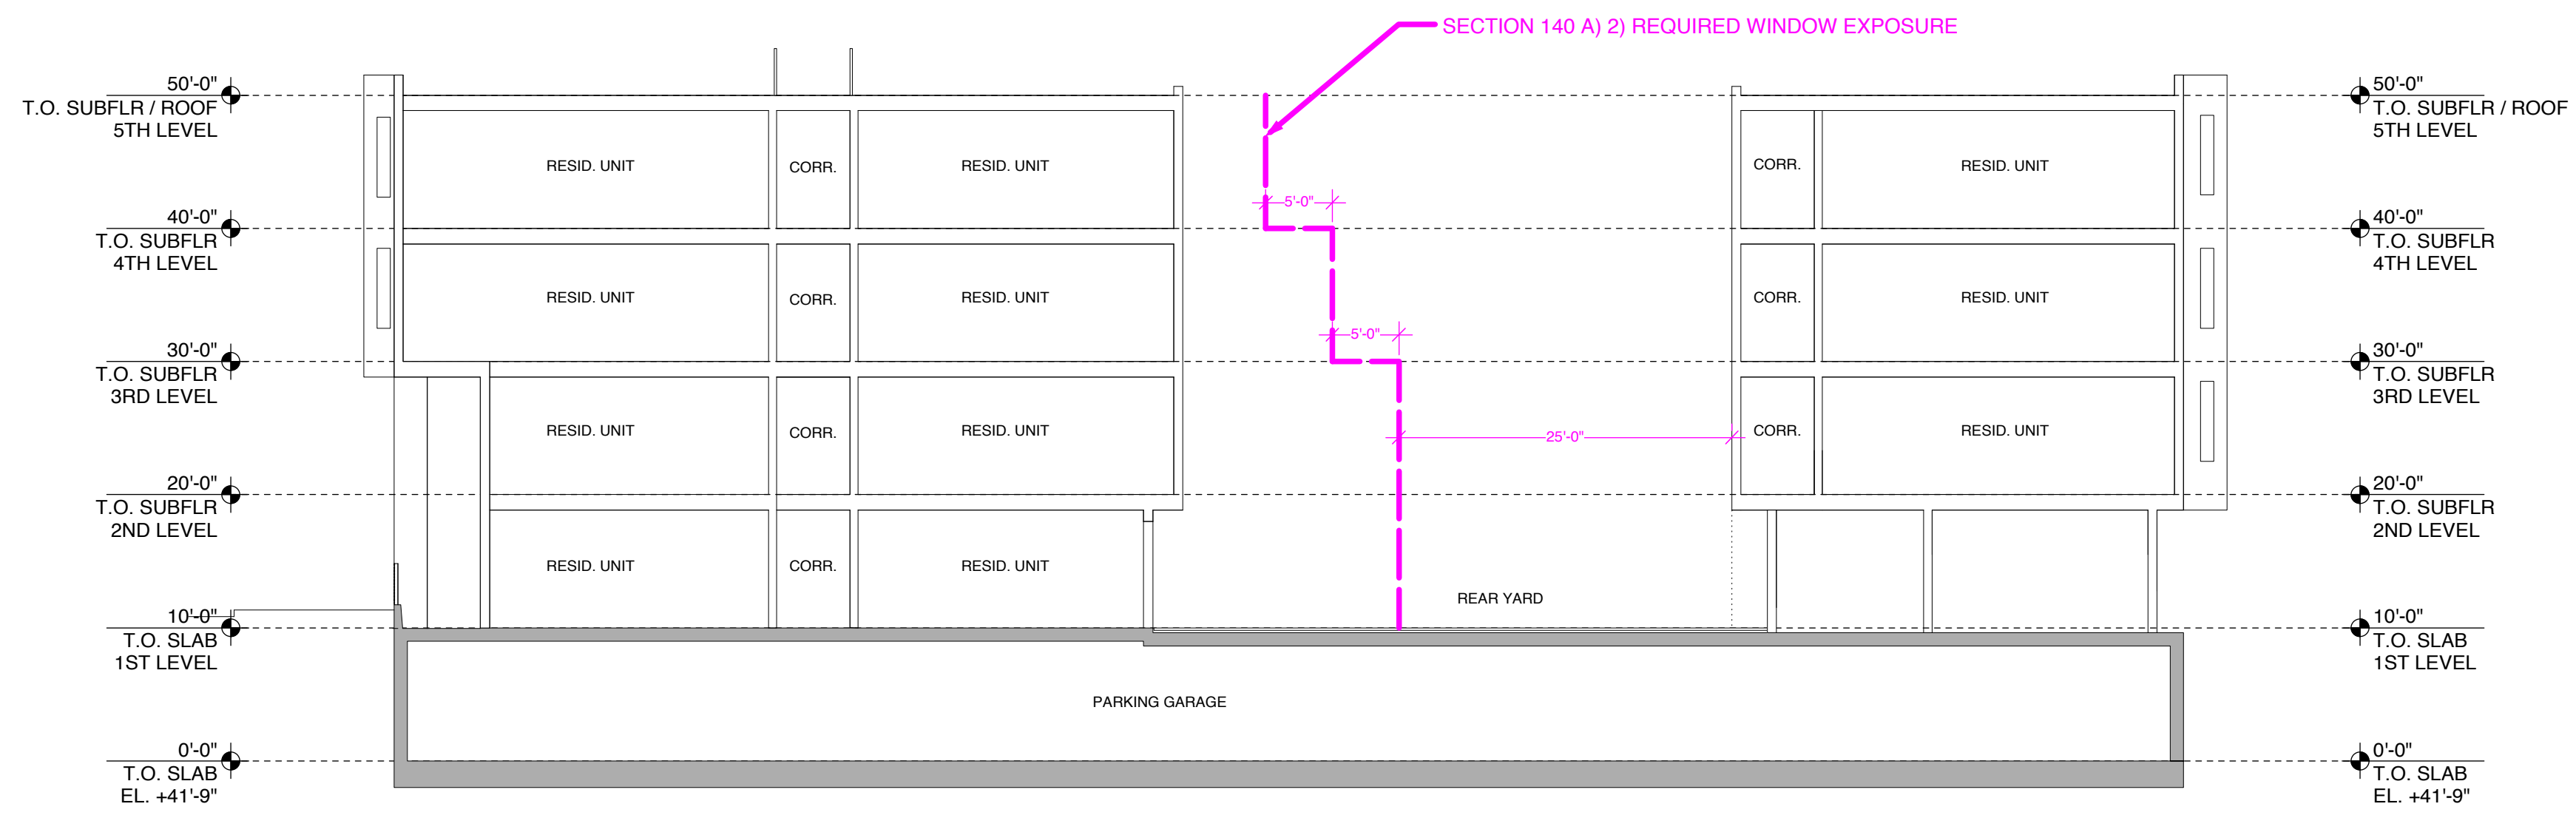 SECTION 140 A) 2) REQUIRED WINDOW EXPOSURE
50'-0"
T.O. SUBFLR / ROOF
5TH LEVEL
50'-0"
T.O. SUBFLR / ROOF
5TH LEVEL
RESID. UNIT
CORR.
RESID. UNIT
CORR.
RESID. UNIT
5'-0"
40'-0"
T.O. SUBFLR
4TH LEVEL
40'-0"
T.O. SUBFLR
4TH LEVEL
RESID. UNIT
CORR.
RESID. UNIT
CORR.
RESID. UNIT
5'-0"
30'-0"
T.O. SUBFLR
3RD LEVEL
30'-0"
T.O. SUBFLR
3RD LEVEL
RESID. UNIT
CORR.
RESID. UNIT
25'-0"
CORR.
RESID. UNIT
20'-0"
T.O. SUBFLR
2ND LEVEL
20'-0"
T.O. SUBFLR
2ND LEVEL
RESID. UNIT
CORR.
RESID. UNIT
REAR YARD
10'-0"
T.O. SLAB
1ST LEVEL
10'-0"
T.O. SLAB
1ST LEVEL
PARKING GARAGE
0'-0"
T.O. SLAB
EL. +41'-9"
0'-0"
T.O. SLAB
EL. +41'-9"